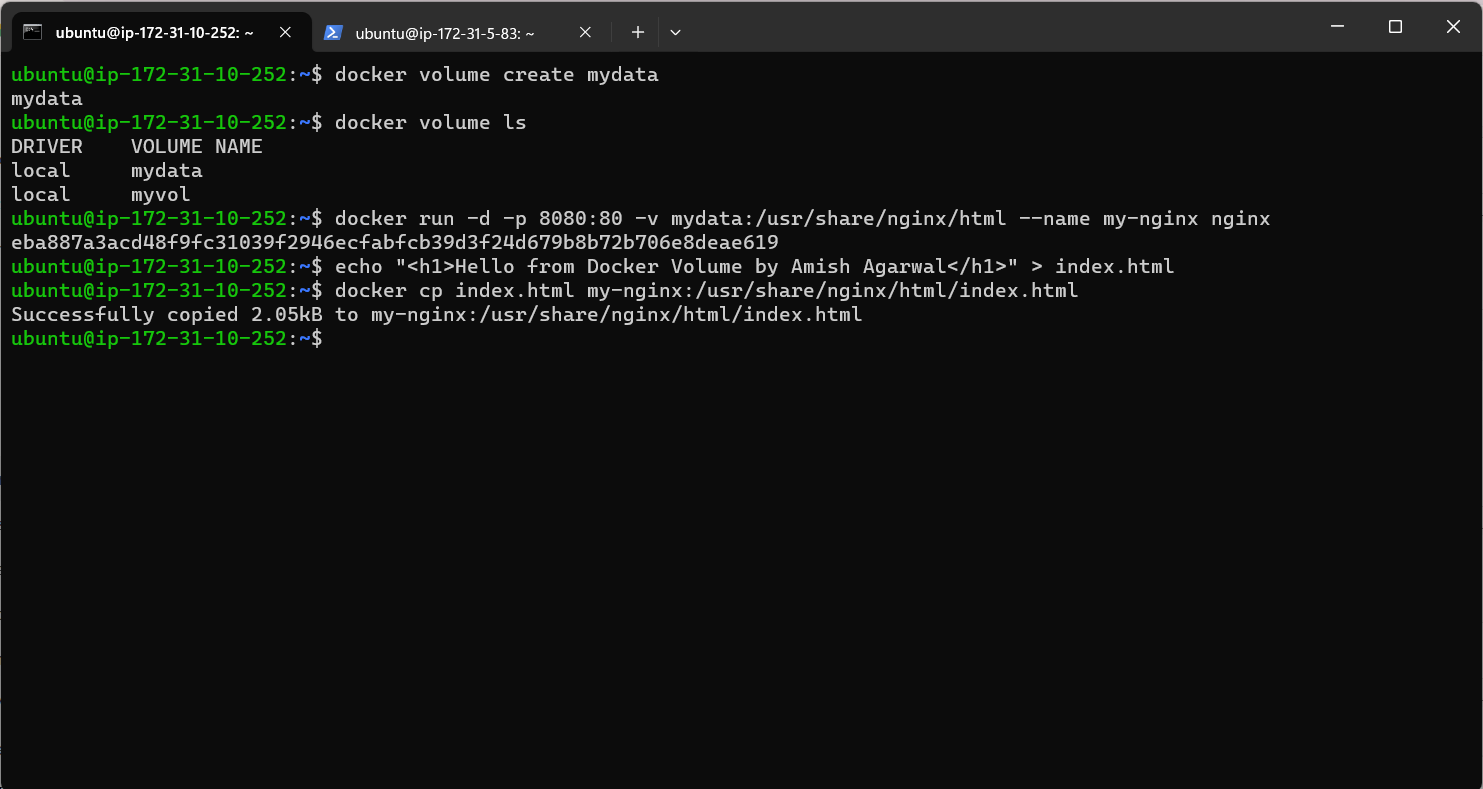 ubuntu@ip-172-31-10-252: ~
ubuntu@ip-172-31-5-83: ~
ubuntu@ip-172-31-10-252:~$ docker volume create mydata
mydata
ubuntu@ip-172-31-10-252:~$ docker volume ls
DRIVER    VOLUME NAME
local     mydata
local     myvol
ubuntu@ip-172-31-10-252:~$ docker run -d -p 8080:80 -v mydata:/usr/share/nginx/html --name my-nginx nginx
eba887a3acd48f9fc31039f2946ecfabfcb39d3f24d679b8b72b706e8deae619
ubuntu@ip-172-31-10-252:~$ echo "<h1>Hello from Docker Volume by Amish Agarwal</h1>" > index.html
ubuntu@ip-172-31-10-252:~$ docker cp index.html my-nginx:/usr/share/nginx/html/index.html
Successfully copied 2.05kB to my-nginx:/usr/share/nginx/html/index.html
ubuntu@ip-172-31-10-252:~$